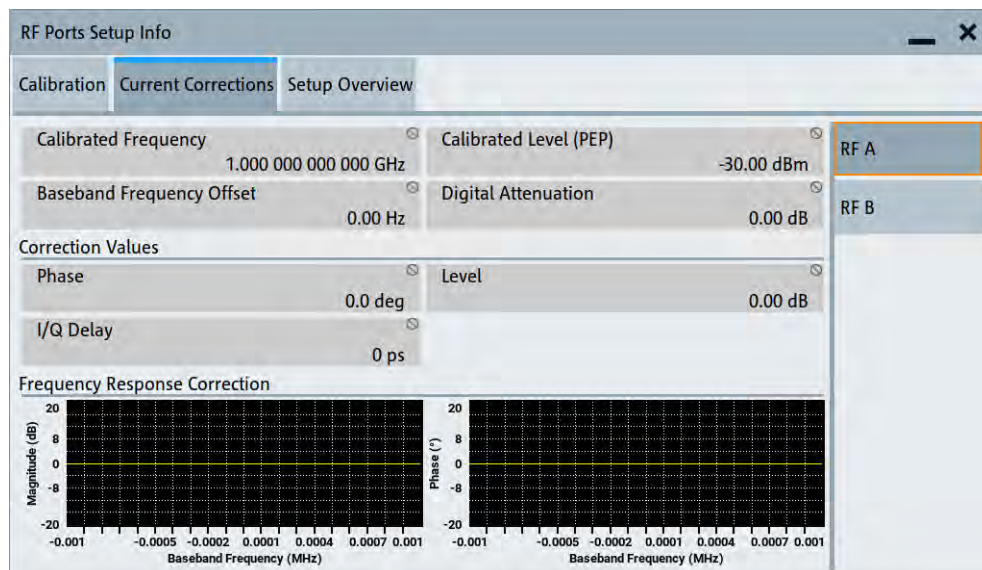 RF Ports Setup Info
Calibration Current Corrections Setup Overview
Calibrated Frequency
1.000 000 000 000 GHz
Calibrated Level (PEP)
-30.00 dBm
RF A
Baseband Frequency Offset
0.00 Hz
Digital Attenuation
0.00 dB
RF B
Correction Values
Phase
0.0 deg
Level
0.00 dB
I/Q Delay
0 ps
Frequency Response Correction
Magnitude (dB)
20
8
0
-8
-20
-0.001 -0.0005 -0.0002 0.0001 0.0004 0.0007 0.001
Baseband Frequency (MHz)
Phase (°)
20
8
0
-8
-20
-0.001 -0.0005 -0.0002 0.0001 0.0004 0.0007 0.001
Baseband Frequency (MHz)